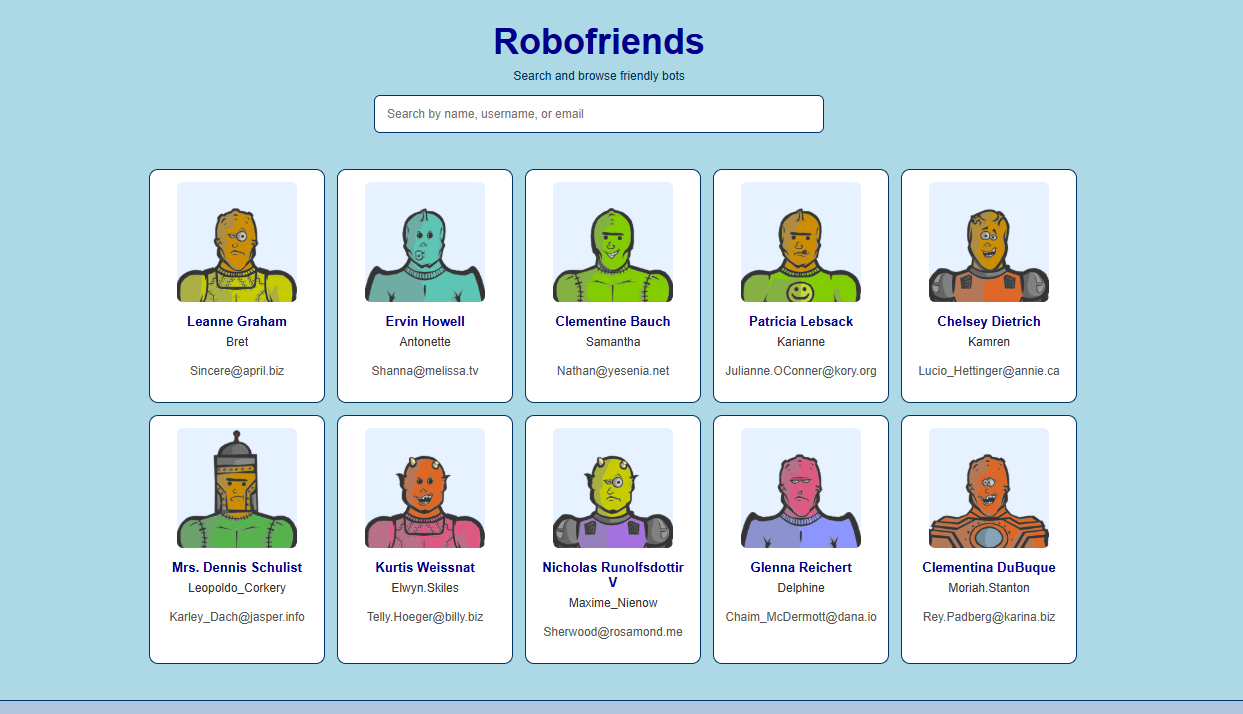 Robofriends
Search and browse friendly bots
Search by name, username, or email
Leanne Graham
Bret
Sincere@april.biz
Ervin Howell
Antonette
Shanna@melissa.tv
Clementine Bauch
Samantha
Nathan@yesenia.net
Patricia Lebsack
Karianne
Julianne.OConner@kory.org
Chelsey Dietrich
Kamren
Lucio_Hettinger@annie.ca
Mrs. Dennis Schulist
Leopoldo_Corkery
Karley_Dach@jasper.info
Kurtis Weissnat
Elwyn.Skiles
Telly.Hoeger@billy.biz
Nicholas Runolfsdottir
V
Maxime_Nienow
Sherwood@rosamond.me
Glenna Reichert
Delphine
Chaim_McDermott@dana.io
Clementina DuBuque
Moriah.Stanton
Rey.Padberg@karina.biz